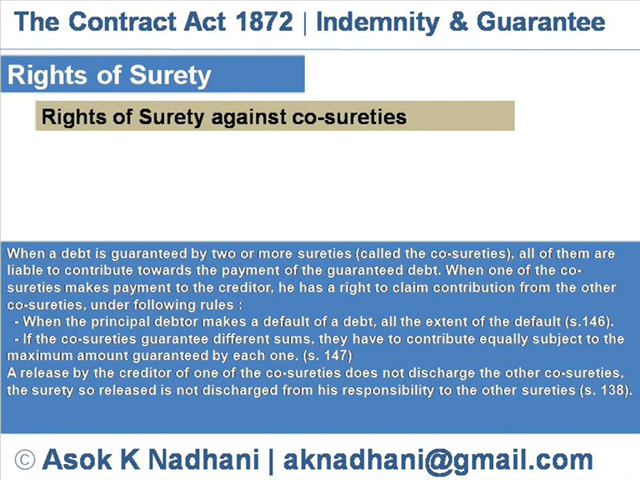 The Contract Act 1872 | Indemnity & Guarantee
Rights of Surety
Rights of Surety against co-sureties
When a debt is guaranteed by two or more sureties (called the co-sureties), all of them are
liable to contribute towards the payment of the guaranteed debt. When one of the co-
sureties makes payment to the creditor, he has a right to claim contribution from the other
co-sureties, under following rules :
- When the principal debtor makes a default of a debt, all the extent of the default (s.146).
- If the co-sureties guarantee different sums, they have to contribute equally subject to the
maximum amount guaranteed by each one. (s. 147)
A release by the creditor of one of the co-sureties does not discharge the other co-sureties,
the surety so released is not discharged from his responsibility to the other sureties (s. 138).
© Asok K Nadhani | aknadhani@gmail.com